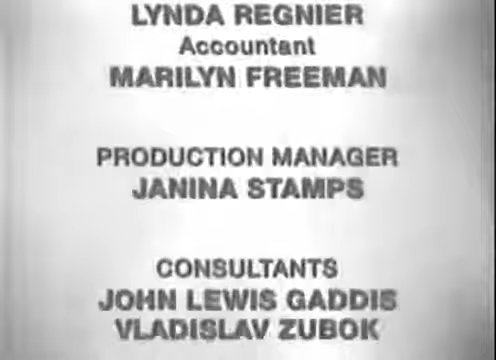 LYNDA REGNIER
Accountant
MARILYN FREEMAN
PRODUCTION MANAGER
JANINA STAMPS
CONSULTANTS
JOHN LEWIS GADDIS
VLADISLAV ZUBOK